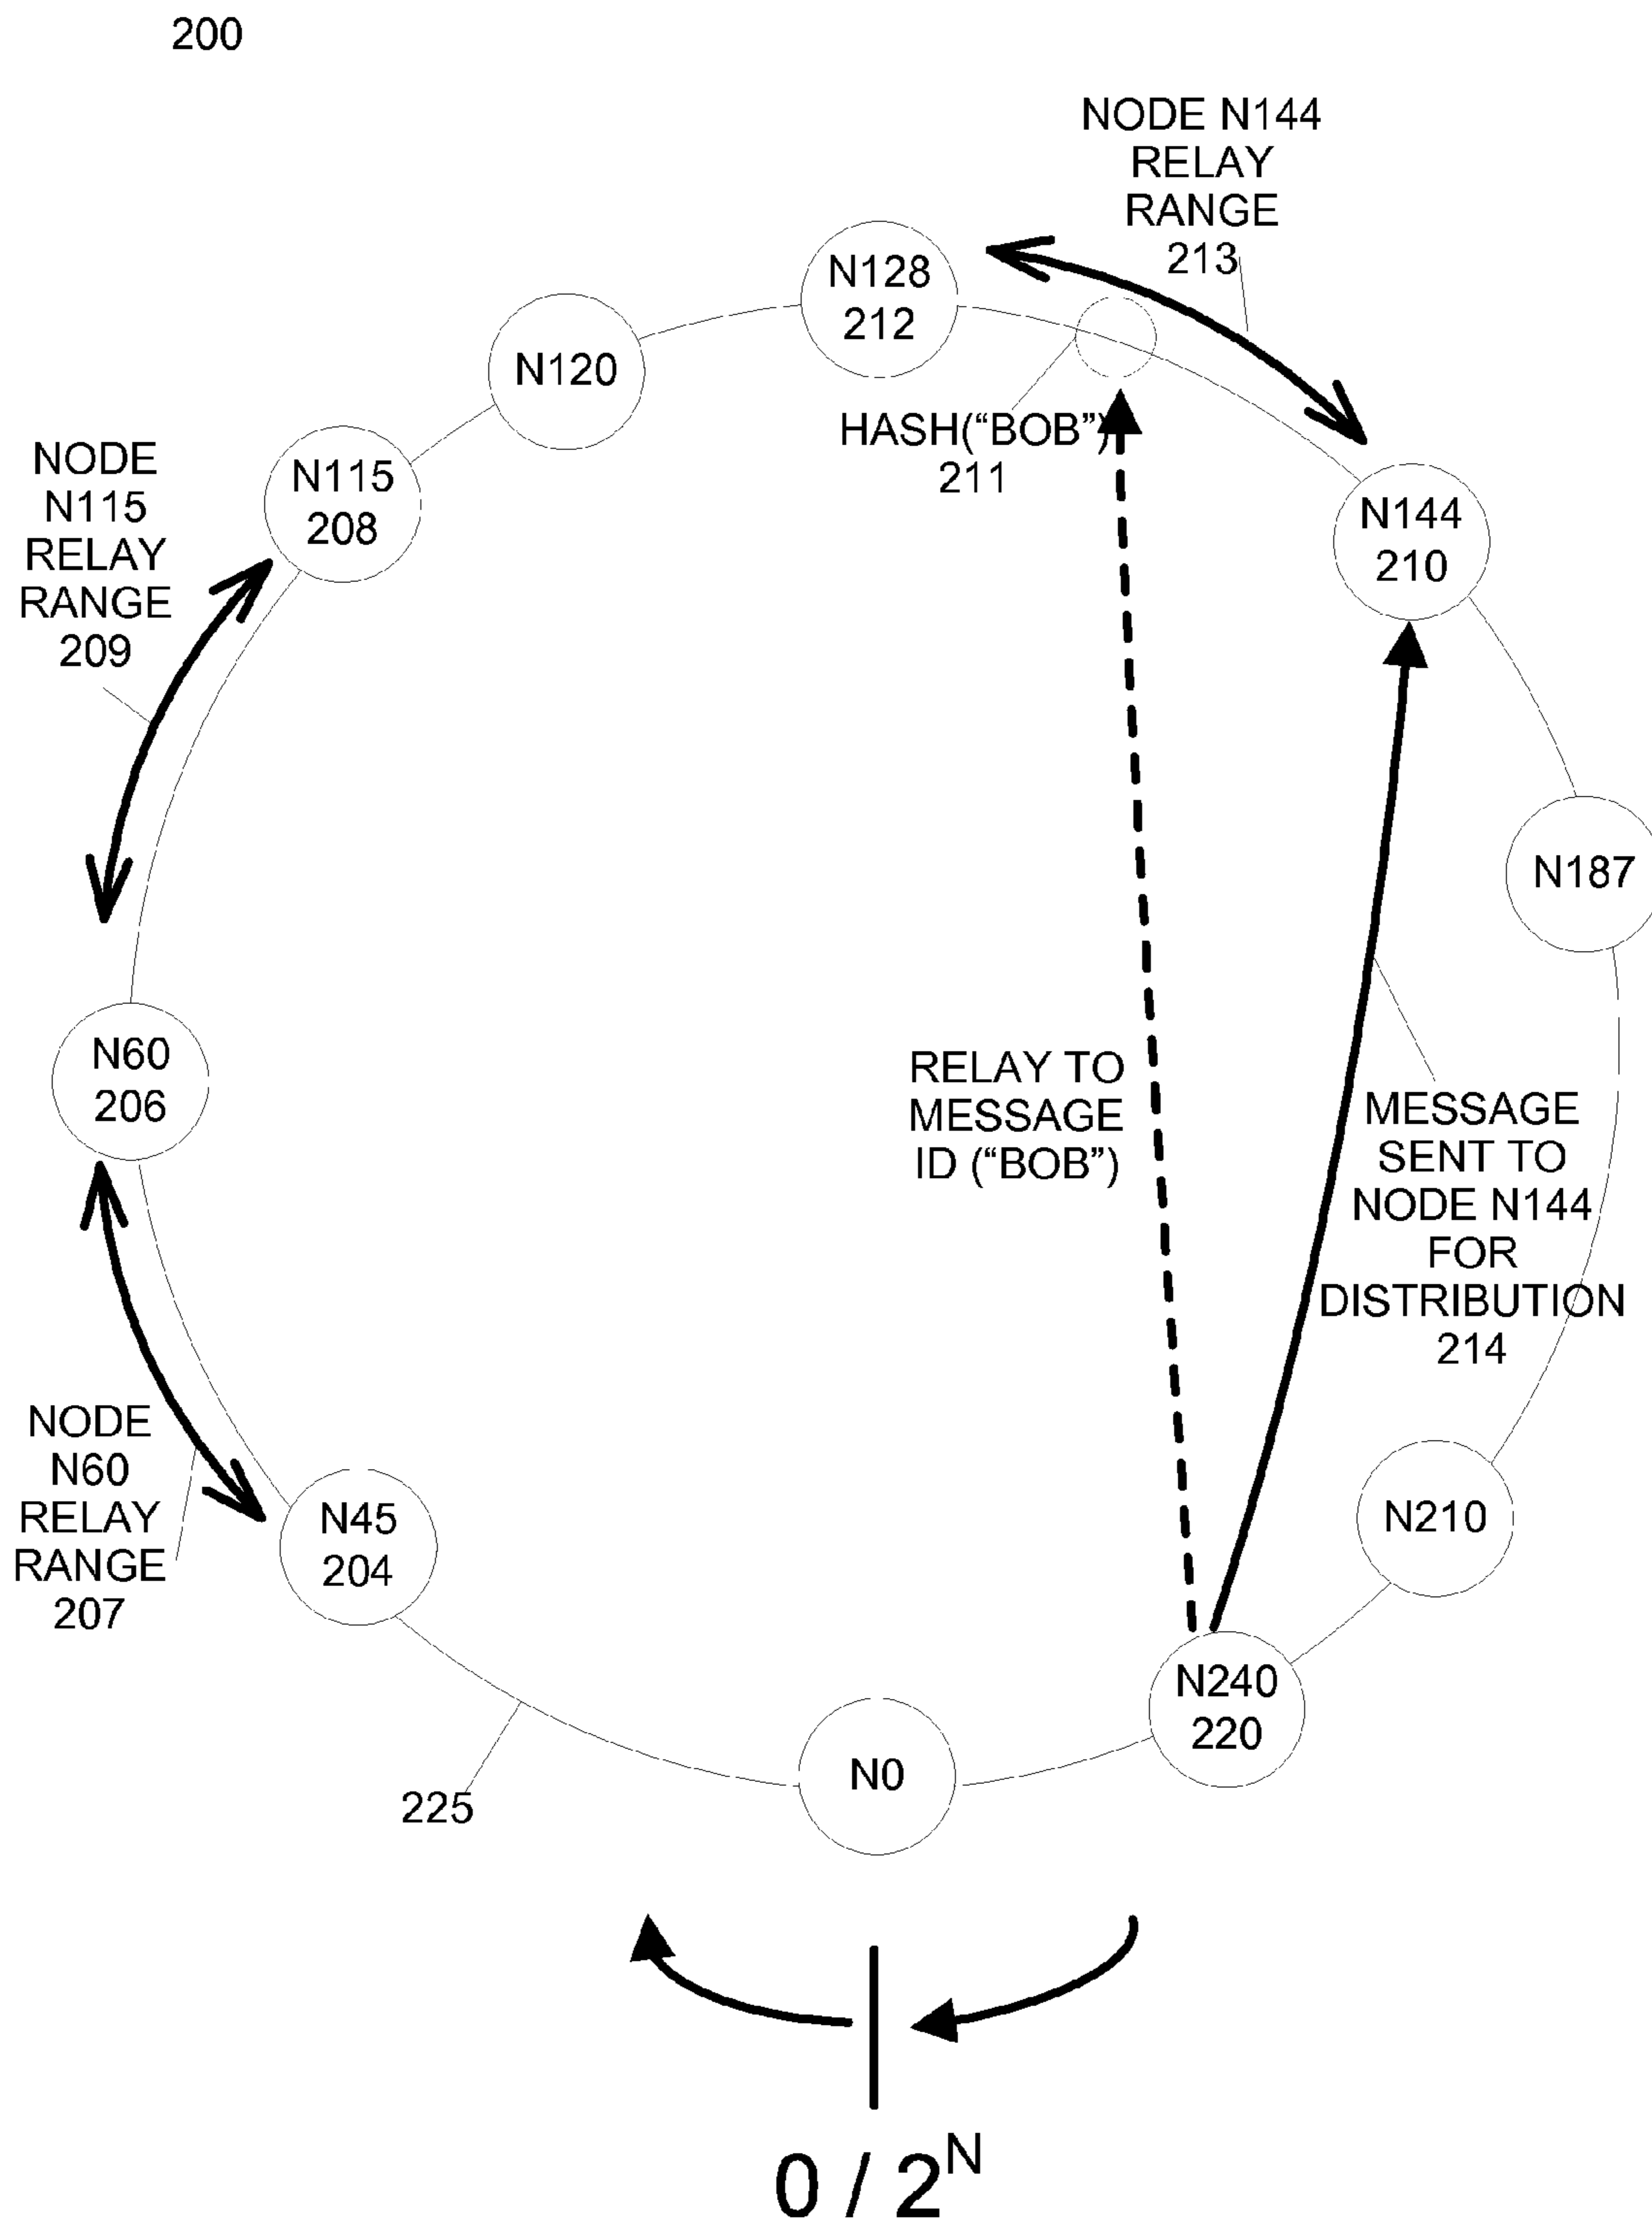 200
NODE N144
RELAY
RANGE
213
N128
212
N120
HASH(“BOB”)
211
NODE
N115
RELAY
RANGE
209
N115
208
N144
210
N187
N60
206
RELAY TO
MESSAGE
ID (“BOB”)
MESSAGE
SENT TO
NODE N144
FOR
DISTRIBUTION
214
NODE
N60
RELAY
RANGE
207
N45
204
N210
N240
220
N0
225
0 / 2^N